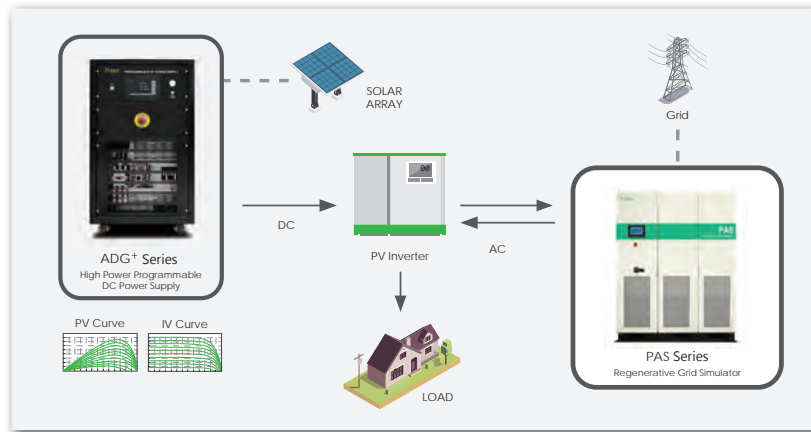 SOLAR
ARRAY
Grid
DC
PV Inverter
AC
PAS
ADG+ Series
High Power Programmable
DC Power Supply
PV Curve
IV Curve
LOAD
PAS Series
Regenerative Grid Simulator